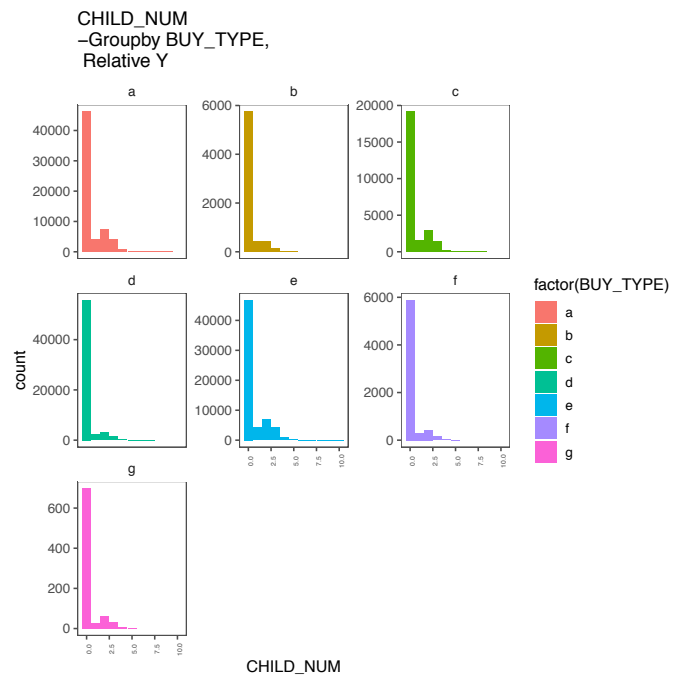 CHILD_NUM
−Groupby BUY_TYPE,
Relative Y
a
b
c
40000
30000
20000
10000
0
6000
4000
2000
0
20000
15000
10000
5000
0
d
e
f
40000
20000
0
40000
30000
20000
10000
0
6000
4000
2000
0
0.0
2.5
5.0
7.5
10.0
0.0
2.5
5.0
7.5
10.0
g
600
400
200
0
0.0
2.5
5.0
7.5
10.0
count
CHILD_NUM
factor(BUY_TYPE)
a
b
c
d
e
f
g